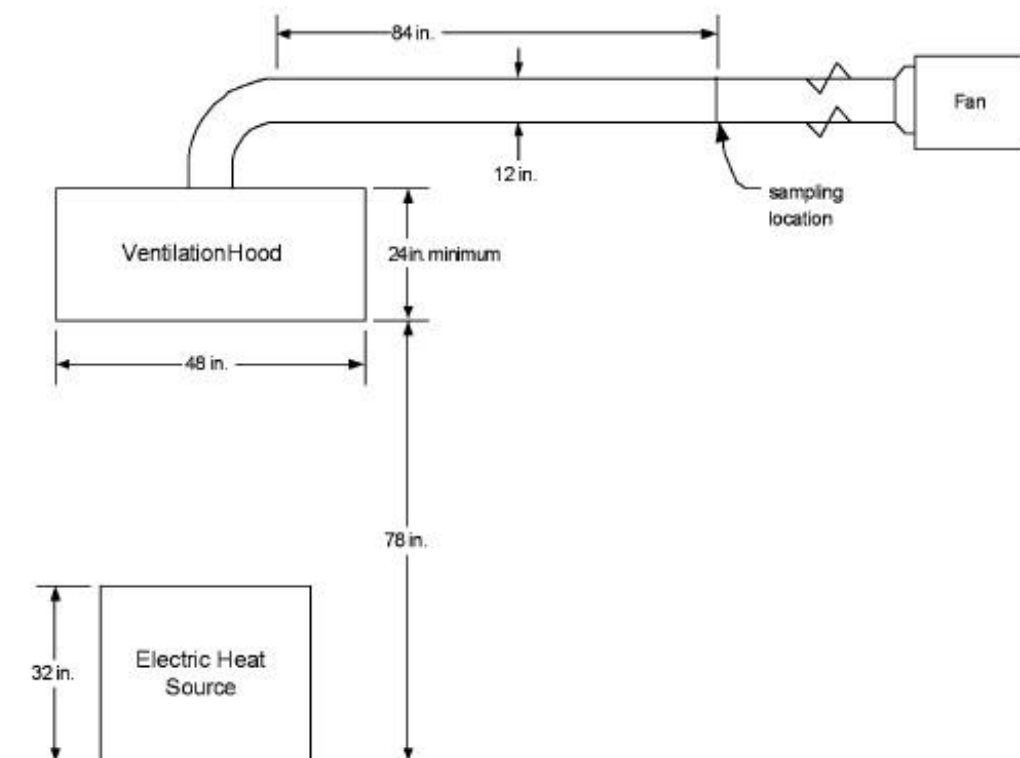 84 in.
Fan
12 in.
sampling
location
VentilationHood
24in. minimum
48 in.
78 in.
Electric Heat
Source
32 in.